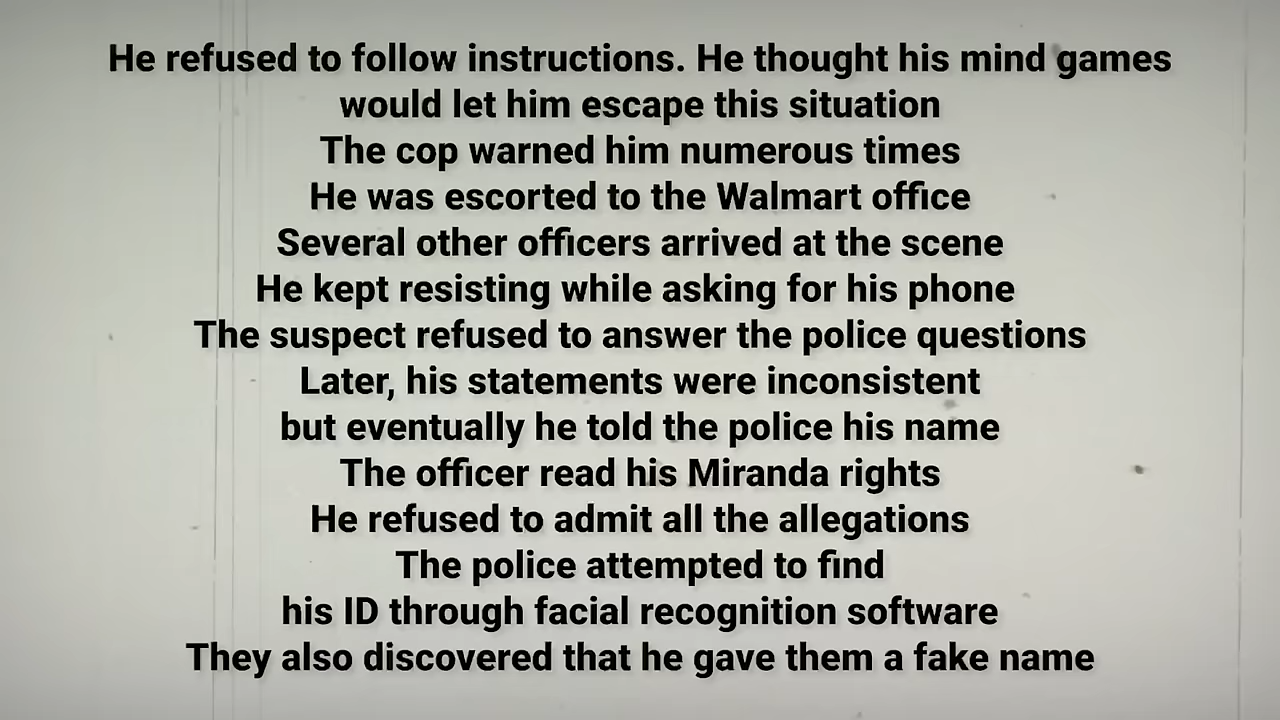 He refused to follow instructions. He thought his mind games
would let him escape this situation
The cop warned him numerous times
He was escorted to the Walmart office
Several other officers arrived at the scene
He kept resisting while asking for his phone
The suspect refused to answer the police questions
Later, his statements were inconsistent
but eventually he told the police his name
The officer read his Miranda rights
He refused to admit all the allegations
The police attempted to find
his ID through facial recognition software
They also discovered that he gave them a fake name